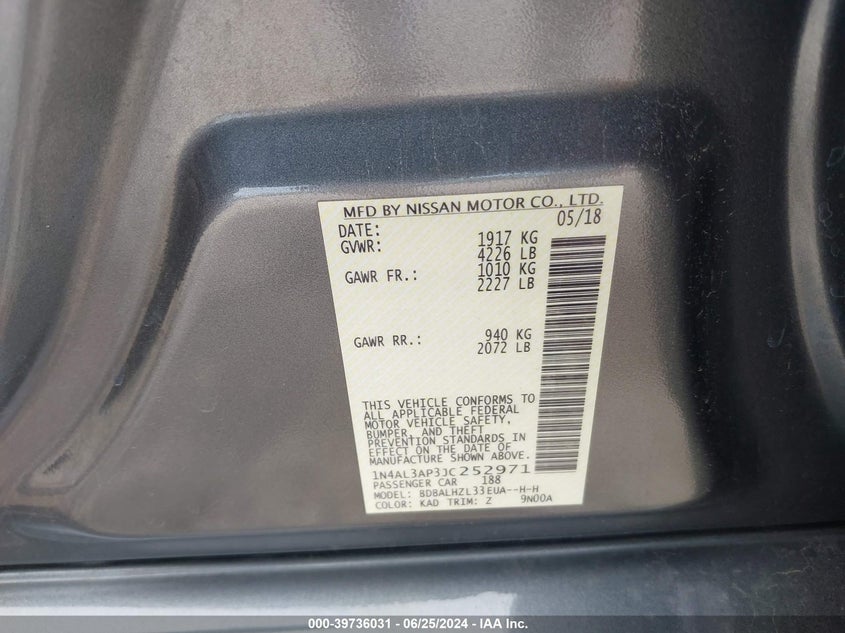 MFD BY NISSAN MOTOR CO., LTD.
DATE: 05/18
GVWR: 1917 KG
4226 LB
GAWR FR.: 1010 KG
2227 LB
GAWR RR.: 940 KG
2072 LB
THIS VEHICLE CONFORMS TO
ALL APPLICABLE FEDERAL
MOTOR VEHICLE SAFETY,
BUMPER, AND THEFT
PREVENTION STANDARDS IN
EFFECT ON THE DATE OF
MANUFACTURE SHOWN ABOVE.
1N4AL3AP3JC252971
PASSENGER CAR 188
MODEL: BDBALHZL33EUA--H-H
COLOR: KAD TRIM: Z 9N00A
000-39736031 - 06/25/2024 - IAA Inc.